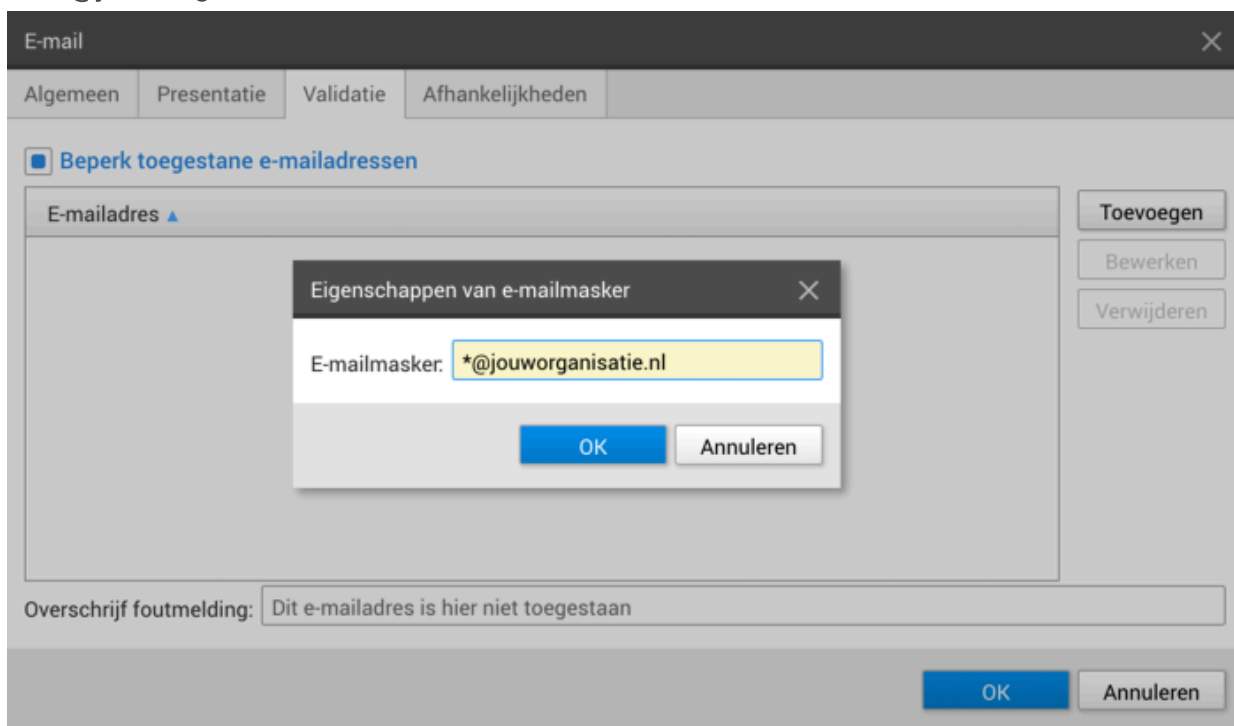 E-mail
Algemeen Presentatie Validatie Afhankelijkheden
Beperk toegestane e-mailadressen
E-mailadres
Toevoegen
Bewerken
Verwijderen
Eigenschappen van e-mailmasker
E-mailmasker: *@jouworganisatie.nl
OK Annuleren
Overschrijf foutmelding: Dit e-mailadres is hier niet toegestaan
OK Annuleren